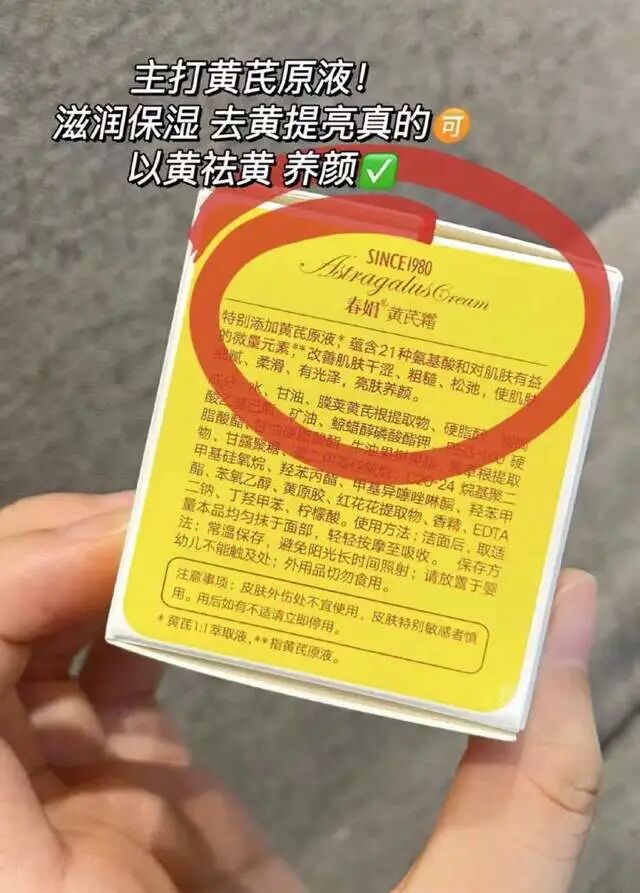 主打黄芪原液！
滋润保湿 去黄提亮真的🉑
以黄祛黄 养颜✅
SINCE1980
Astragalus Cream
春娟®黄芪霜
特别添加黄芪原液*，蕴含21种氨基酸和对肌肤有益
的微量元素，**改善肌肤干涩、粗糙、松弛，使肌肤
细腻、柔滑、有光泽，亮肤养颜。
水、甘油、膜荚黄芪根提取物、硬脂
矿油、鲸蜡醇磷酸酯钾
根提取
物、甘露聚糖、
C20-24 烷基聚二
甲基硅氧烷、羟苯丙酯、甲基异噻唑啉酮、羟苯甲
酯、苯氧乙醇、黄原胶、红花花提取物、香精、EDTA
二钠、丁羟甲苯、柠檬酸。使用方法：洁面后，取适
量本品均匀抹于面部，轻轻按摩至吸收。 保存方
法：常温保存，避免阳光长时间照射；请放置于婴
幼儿不能触及处；外用品切勿食用。
注意事项：皮肤外伤处不宜使用，皮肤特别敏感者慎
用。用后如有不适请立即停用。
*黄芪1:1萃取液，**指黄芪原液。